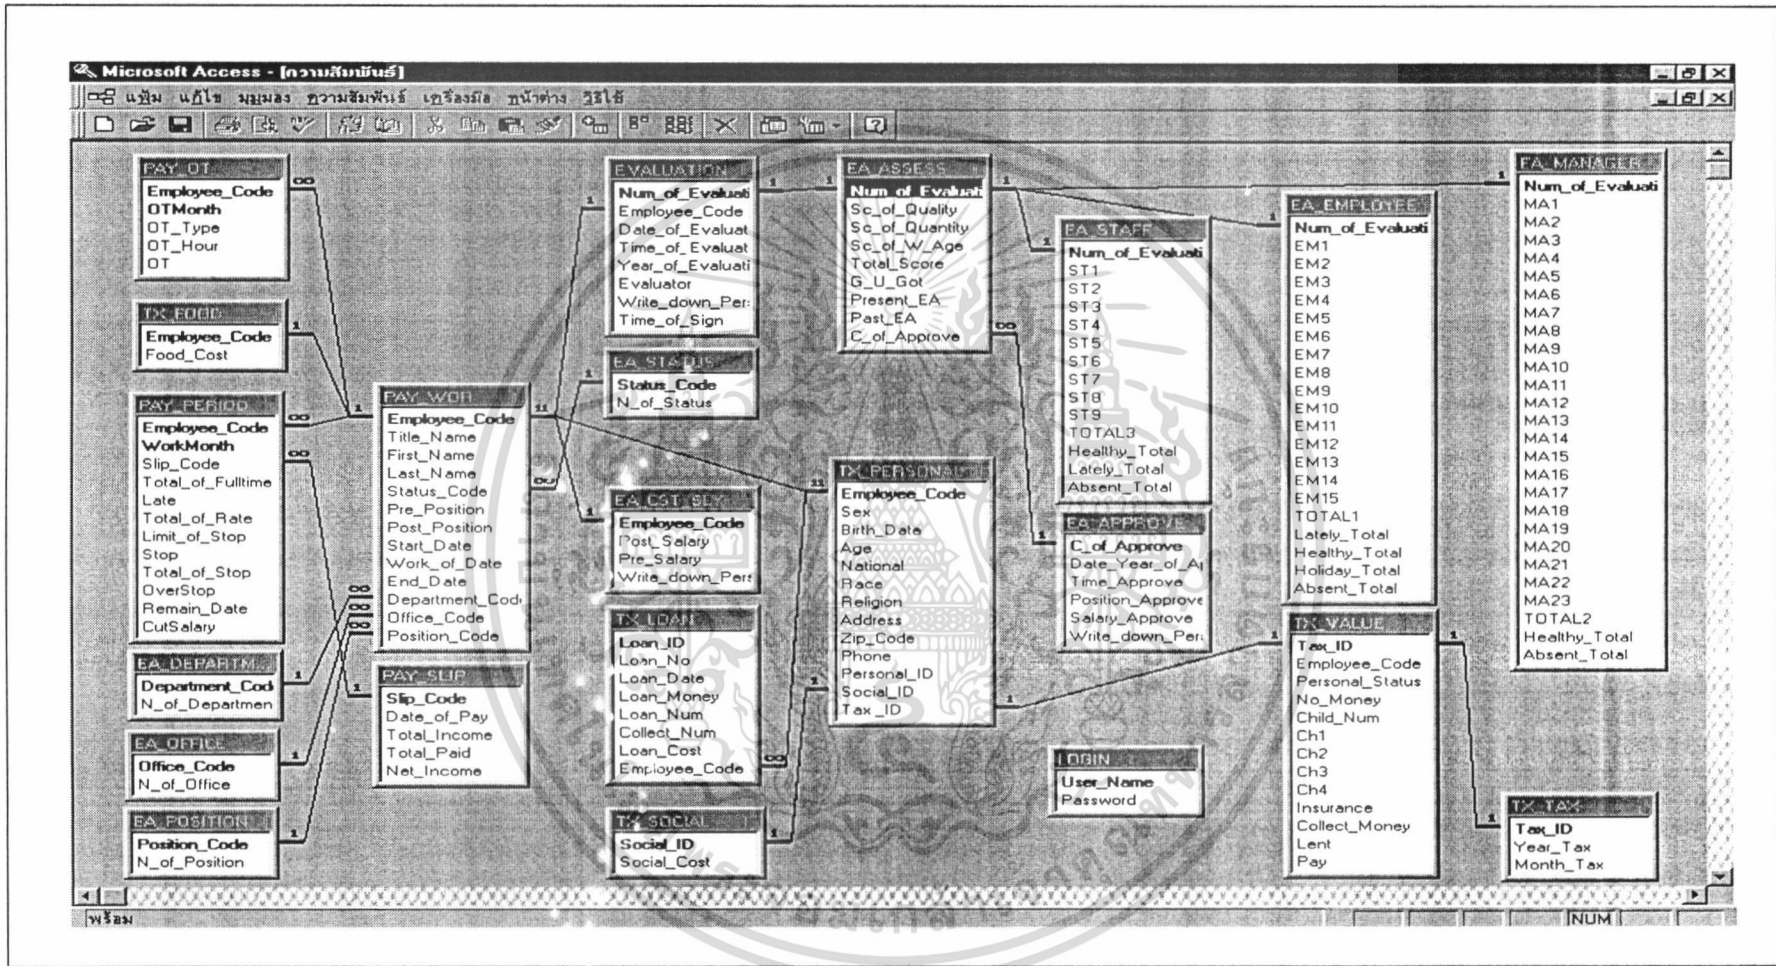 Microsoft Access - [ความสัมพันธ์]
แฟ้ม แก้ไข มุมมอง ความสัมพันธ์ เครื่องมือ หน้าต่าง วิธีใช้
PAY_OT
Employee_Code
OTMonth
OT_Type
OT_Hour
OT
TX_FOOD
Employee_Code
Food_Cost
PAY_PERIOD
Employee_Code
WorkMonth
Slip_Code
Total_of_Fulltime
Late
Total_of_Rate
Limit_of_Stop
Stop
Total_of_Stop
OverStop
Remain_Date
CutSalary
EA_DEPARTM...
Department_Cod
N_of_Departmen
EA_OFFICE
Office_Code
N_of_Office
EA_POSITION
Position_Code
N_of_Position
PAY_WOR
Employee_Code
Title_Name
First_Name
Last_Name
Status_Code
Pre_Position
Post_Position
Start_Date
Work_of_Date
End_Date
Department_Cod
Office_Code
Position_Code
PAY_SLIP
Slip_Code
Date_of_Pay
Total_Income
Total_Paid
Net_Income
EVALUATION
Num_of_Evaluati
Employee_Code
Date_of_Evaluat
Time_of_Evaluat
Year_of_Evaluati
Evaluator
Write_down_Per
Time_of_Sign
EA_STATUS
Status_Code
N_of_Status
EA_CST_SLY
Employee_Code
Post_Salary
Pre_Salary
Write_down_Per
TX_LOAN
Loan_ID
Loan_No
Loan_Date
Loan_Money
Loan_Num
Collect_Num
Loan_Cost
Employee_Code
TX_SOCIAL
Social_ID
Social_Cost
EA_ASSESS
Num_of_Evaluati
Sc_of_Quality
Sc_of_Quantity
Sc_of_W_Age
Total_Score
G_U_Got
Present_EA
Past_EA
C_of_Approve
TX_PERSONAL
Employee_Code
Sex
Birth_Date
Age
National
Race
Religion
Address
Zip_Code
Phone
Personal_ID
Social_ID
Tax_ID
EA_STAFF
Num_of_Evaluati
ST1
ST2
ST3
ST4
ST5
ST6
ST7
ST8
ST9
TOTAL3
Healthy_Total
Lately_Total
Absent_Total
EA_APPROVE
C_of_Approve
Date_Year_of_A
Time_Approve
Position_Approve
Salary_Approve
Write_down_Per
LOGIN
User_Name
Password
EA_EMPLOYEE
Num_of_Evaluati
EM1
EM2
EM3
EM4
EM5
EM6
EM7
EM8
EM9
EM10
EM11
EM12
EM13
EM14
EM15
TOTAL1
Lately_Total
Healthy_Total
Holiday_Total
Absent_Total
TX_VALUE
Tax_ID
Employee_Code
Personal_Status
No_Money
Child_Num
Ch1
Ch2
Ch3
Ch4
Insurance
Collect_Money
Lent
Pay
EA_MANAGER
Num_of_Evaluati
MA1
MA2
MA3
MA4
MA5
MA6
MA7
MA8
MA9
MA10
MA11
MA12
MA13
MA14
MA15
MA16
MA17
MA18
MA19
MA20
MA21
MA22
MA23
TOTAL2
Healthy_Total
Absent_Total
TX_TAX
Tax_ID
Year_Tax
Month_Tax
พร้อม
NUM